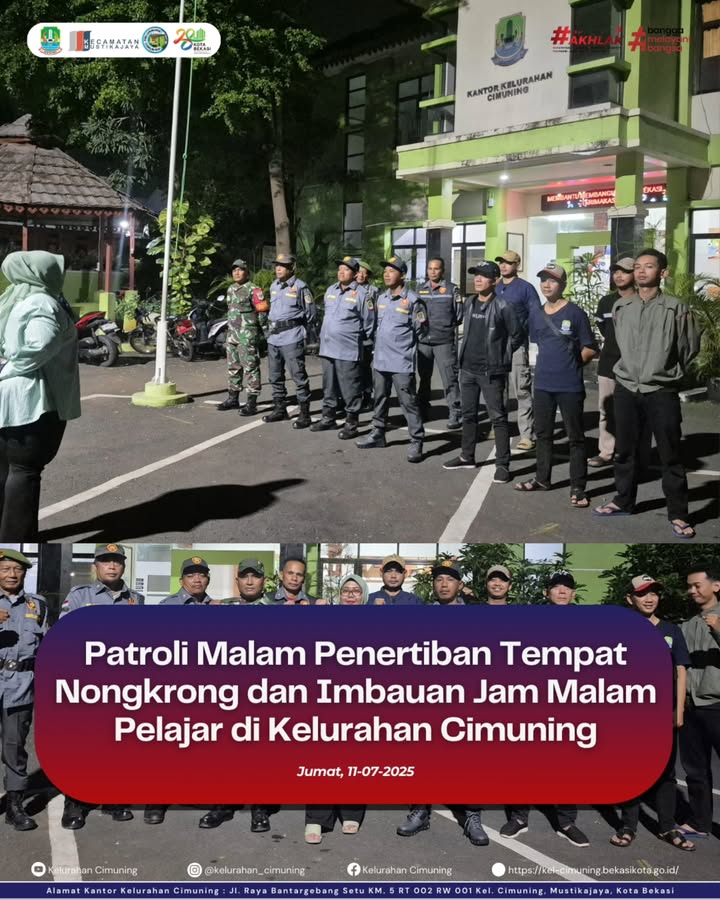 KECAMATAN
MUSTIKAJAYA
28
KOTA
BEKASI
#AKHLAK
#bangga
melayani
bangsa
KANTOR KELURAHAN
CIMUNING
Patroli Malam Penertiban Tempat
Nongkrong dan Imbauan Jam Malam
Pelajar di Kelurahan Cimuning
Jumat, 11-07-2025
Kelurahan Cimuning
@kelurahan_cimuning
Kelurahan Cimuning
https://kel-cimuning.bekasikota.go.id/
Alamat Kantor Kelurahan Cimuning : Jl. Raya Bantargebang Setu KM. 5 RT 002 RW 001 Kel. Cimuning, Mustikajaya, Kota Bekasi